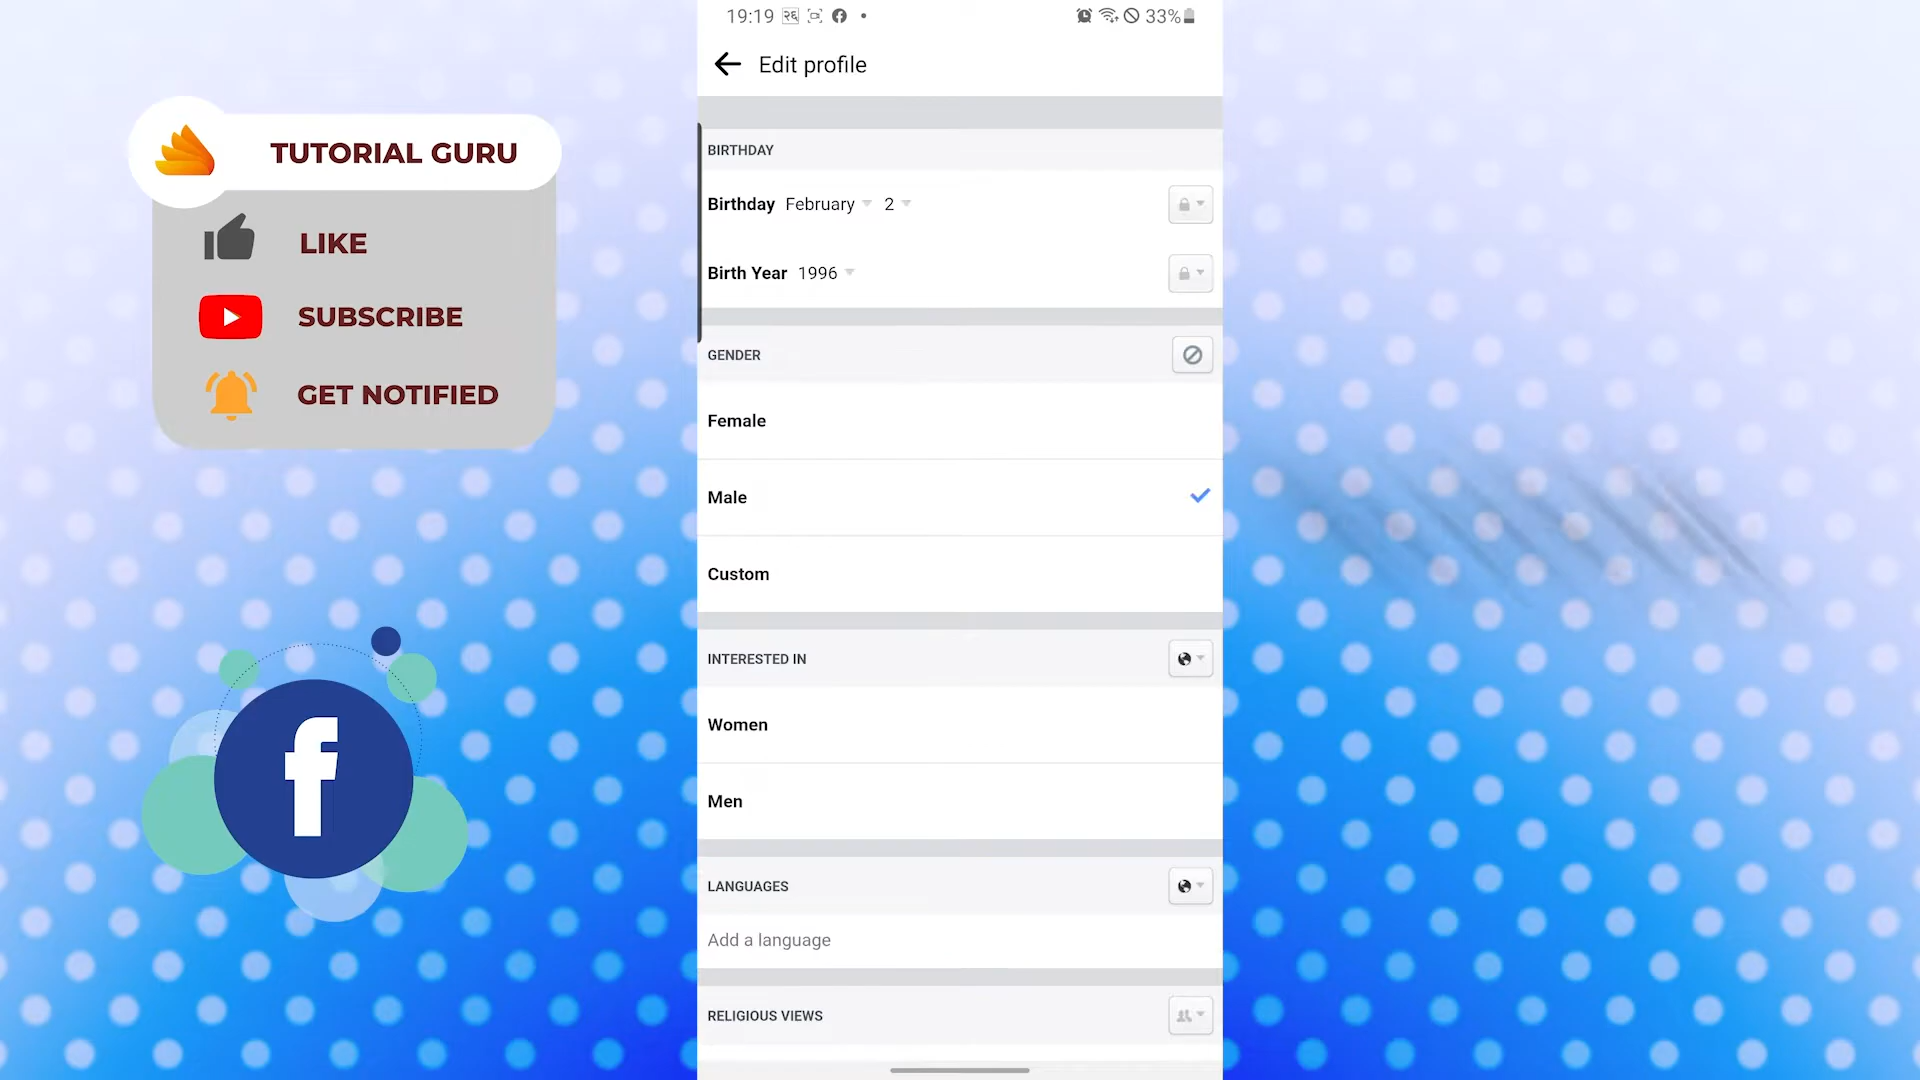 19:19 २६ 33%
Edit profile
TUTORIAL GURU
LIKE
SUBSCRIBE
GET NOTIFIED
f
BIRTHDAY
Birthday February 2
Birth Year 1996
GENDER
Female
Male
Custom
INTERESTED IN
Women
Men
LANGUAGES
Add a language
RELIGIOUS VIEWS